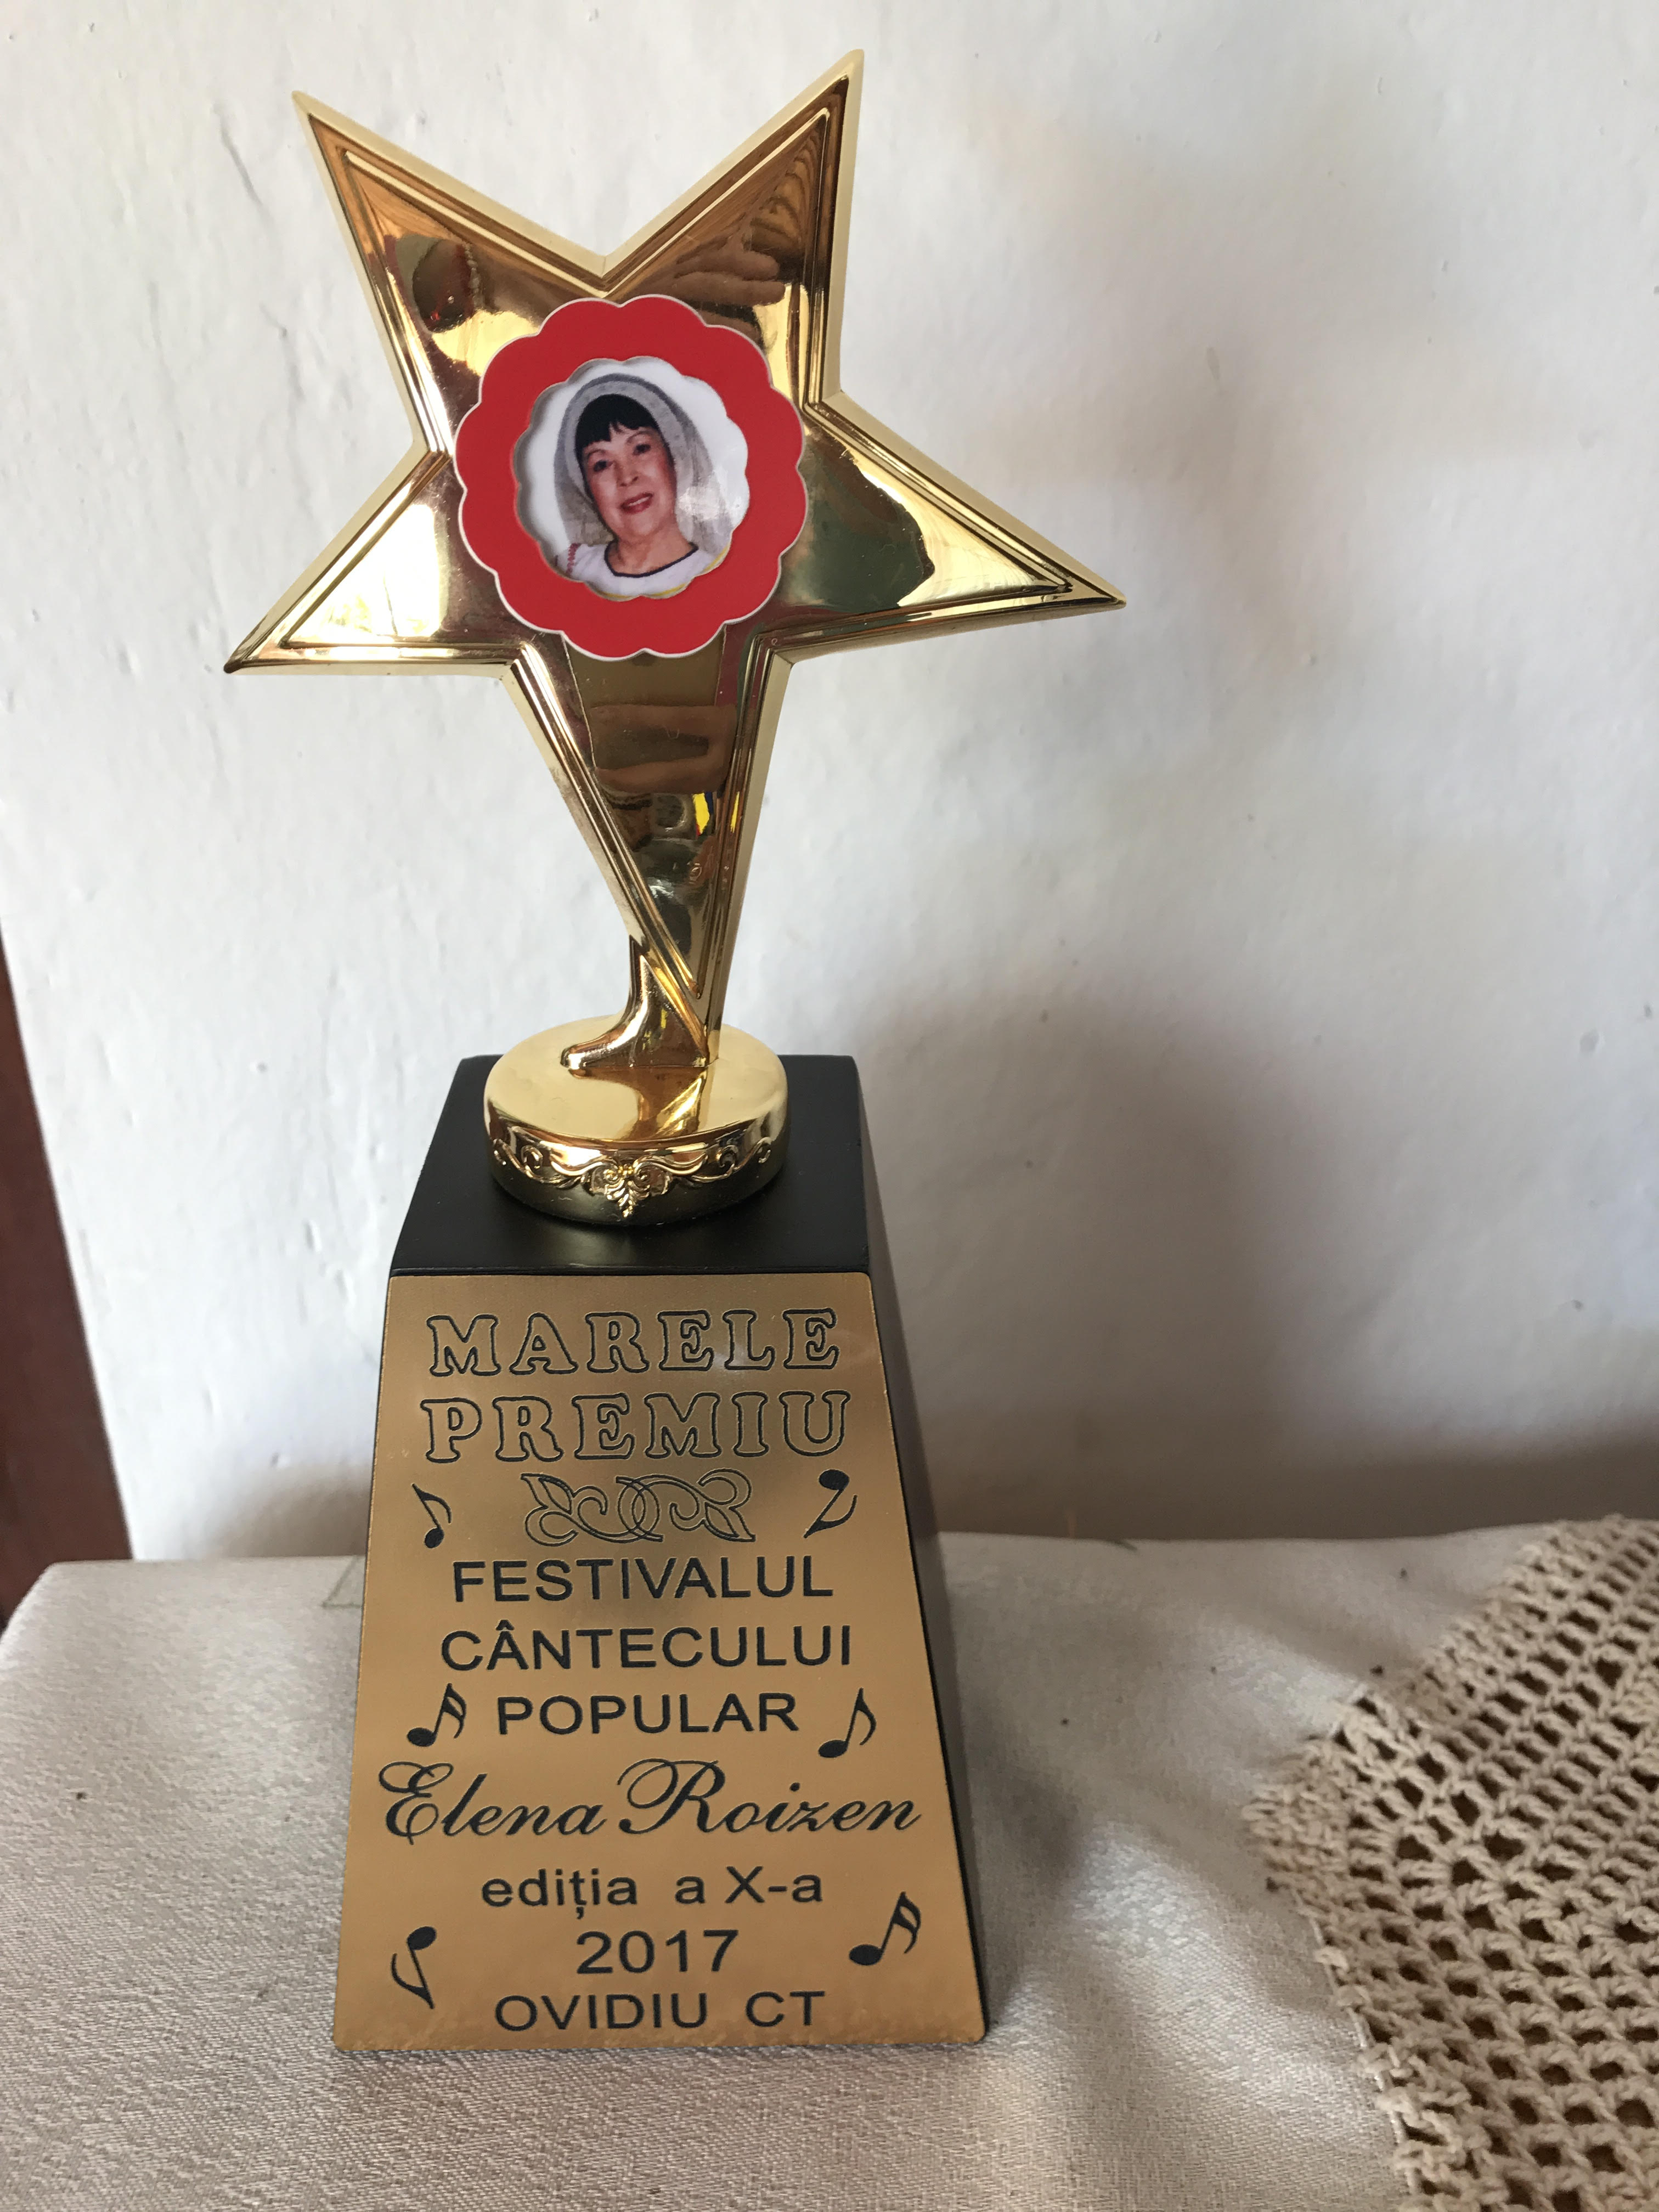 MARELE
PREMIU
FESTIVALUL
CÂNTECULUI
POPULAR
Elena Roizen
ediția a X-a
2017
OVIDIU CT